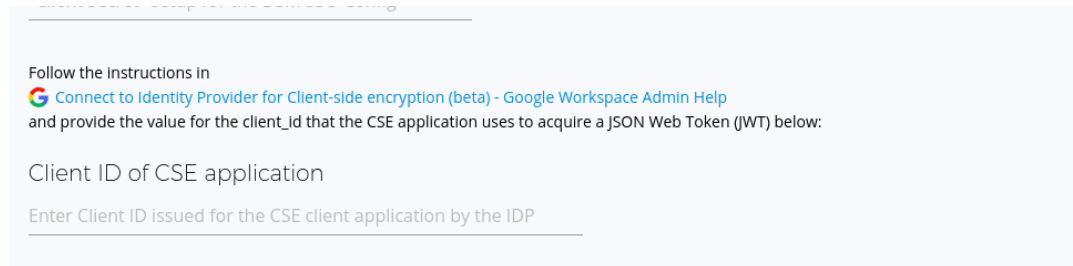 Follow the instructions in
Connect to Identity Provider for Client-side encryption (beta) - Google Workspace Admin Help
and provide the value for the client_id that the CSE application uses to acquire a JSON Web Token (JWT) below:
Client ID of CSE application
Enter Client ID issued for the CSE client application by the IDP